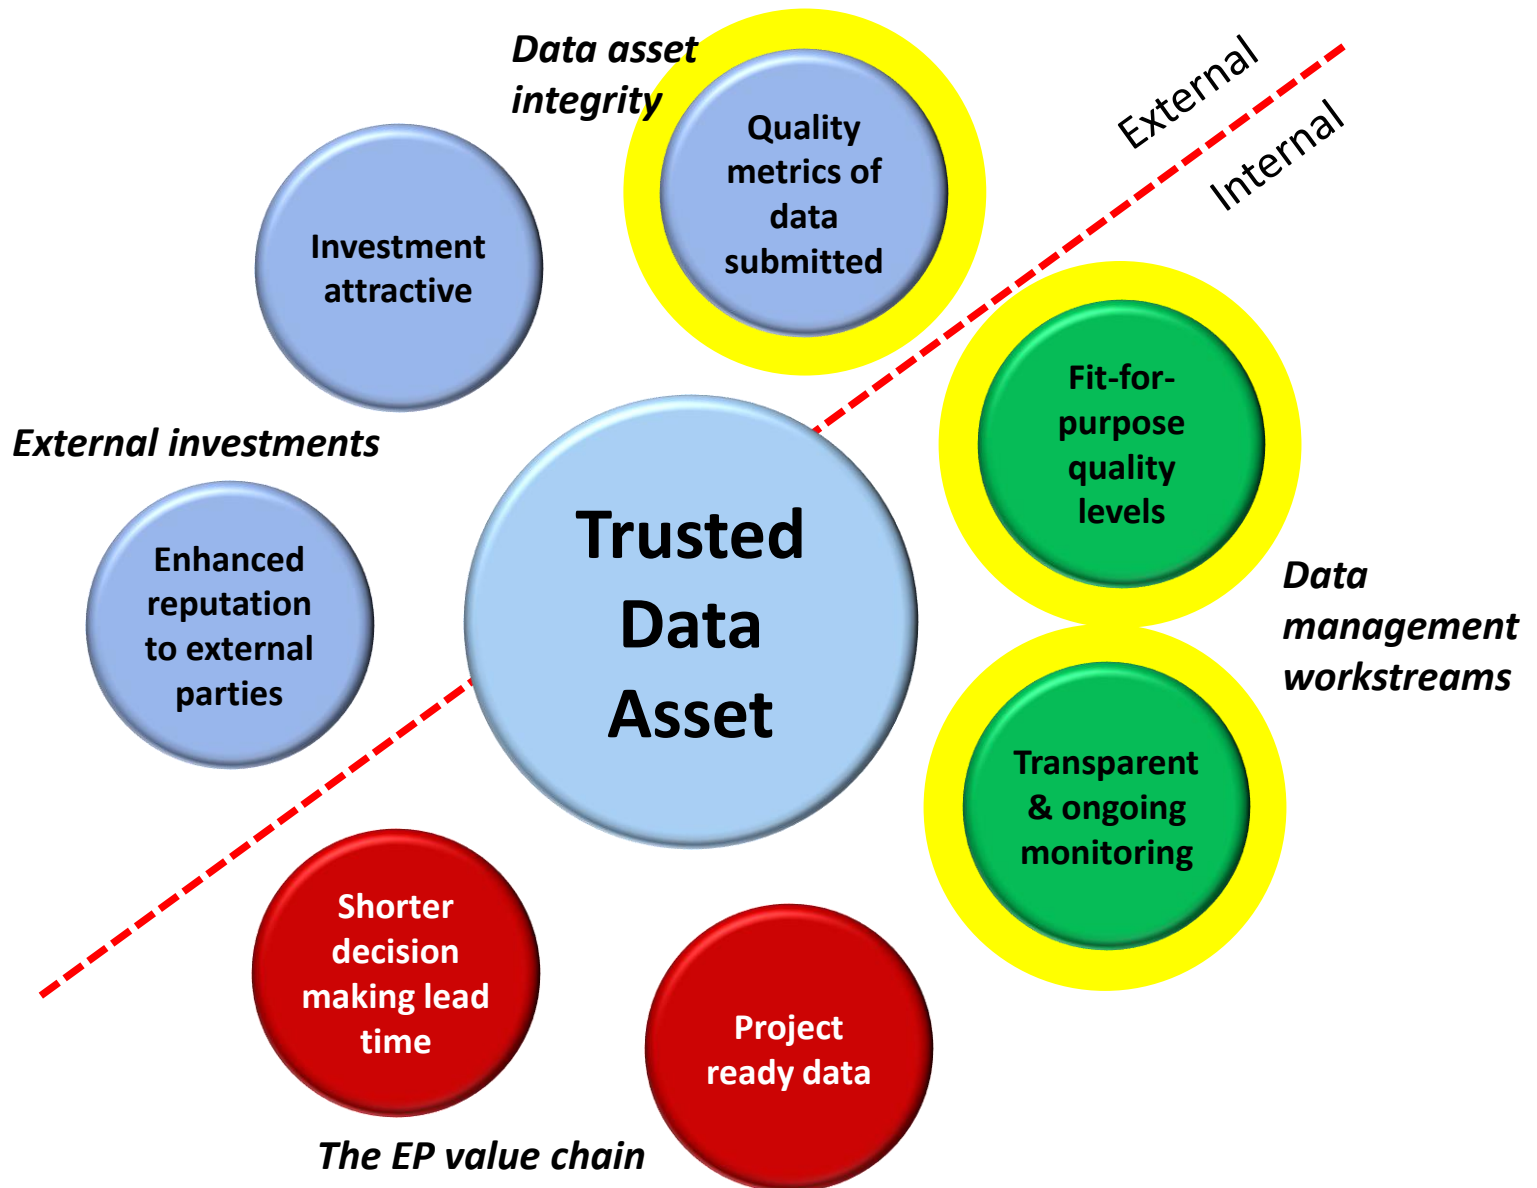 Data asset
integrity
Quality
metrics of
data
submitted
External
Internal
Investment
attractive
Fit-for-
purpose
quality
levels
External investments
Trusted
Data
Asset
Enhanced
reputation
to external
parties
Data
management
workstreams
Transparent
& ongoing
monitoring
Shorter
decision
making lead
time
Project
ready data
The EP value chain